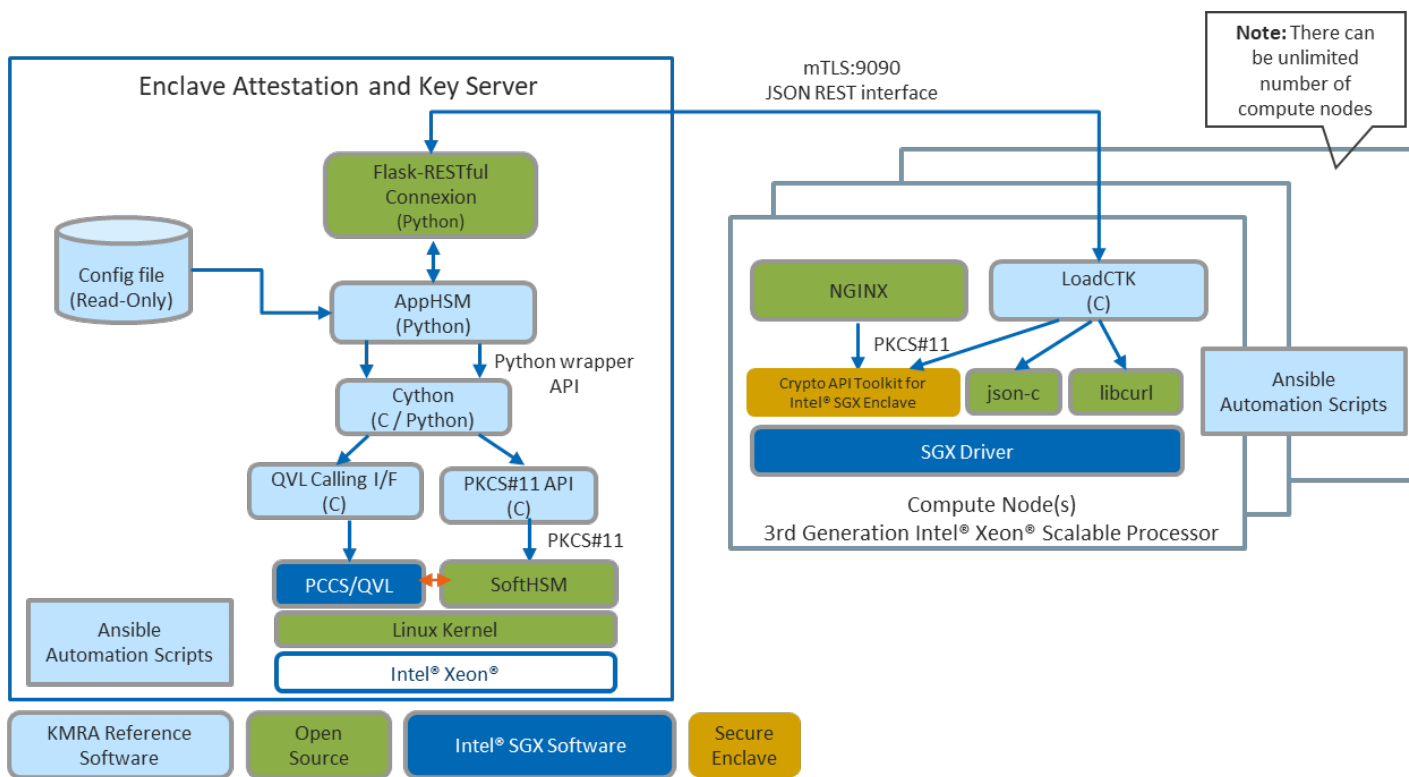 Note: There can
be unlimited
number of
compute nodes
mTLS:9090
JSON REST interface
Enclave Attestation and Key Server
Flask-RESTful
Connexion
(Python)
Config file
(Read-Only)
AppHSM
(Python)
Python wrapper
API
Cython
(C / Python)
QVL Calling I/F
(C)
PKCS#11 API
(C)
PKCS#11
PCCS/QVL
SoftHSM
Linux Kernel
Intel® Xeon®
Ansible
Automation Scripts
NGINX
LoadCTK
(C)
PKCS#11
Crypto API Toolkit for
Intel® SGX Enclave
json-c
libcurl
SGX Driver
Compute Node(s)
3rd Generation Intel® Xeon® Scalable Processor
Ansible
Automation Scripts
KMRA Reference
Software
Open
Source
Intel® SGX Software
Secure
Enclave